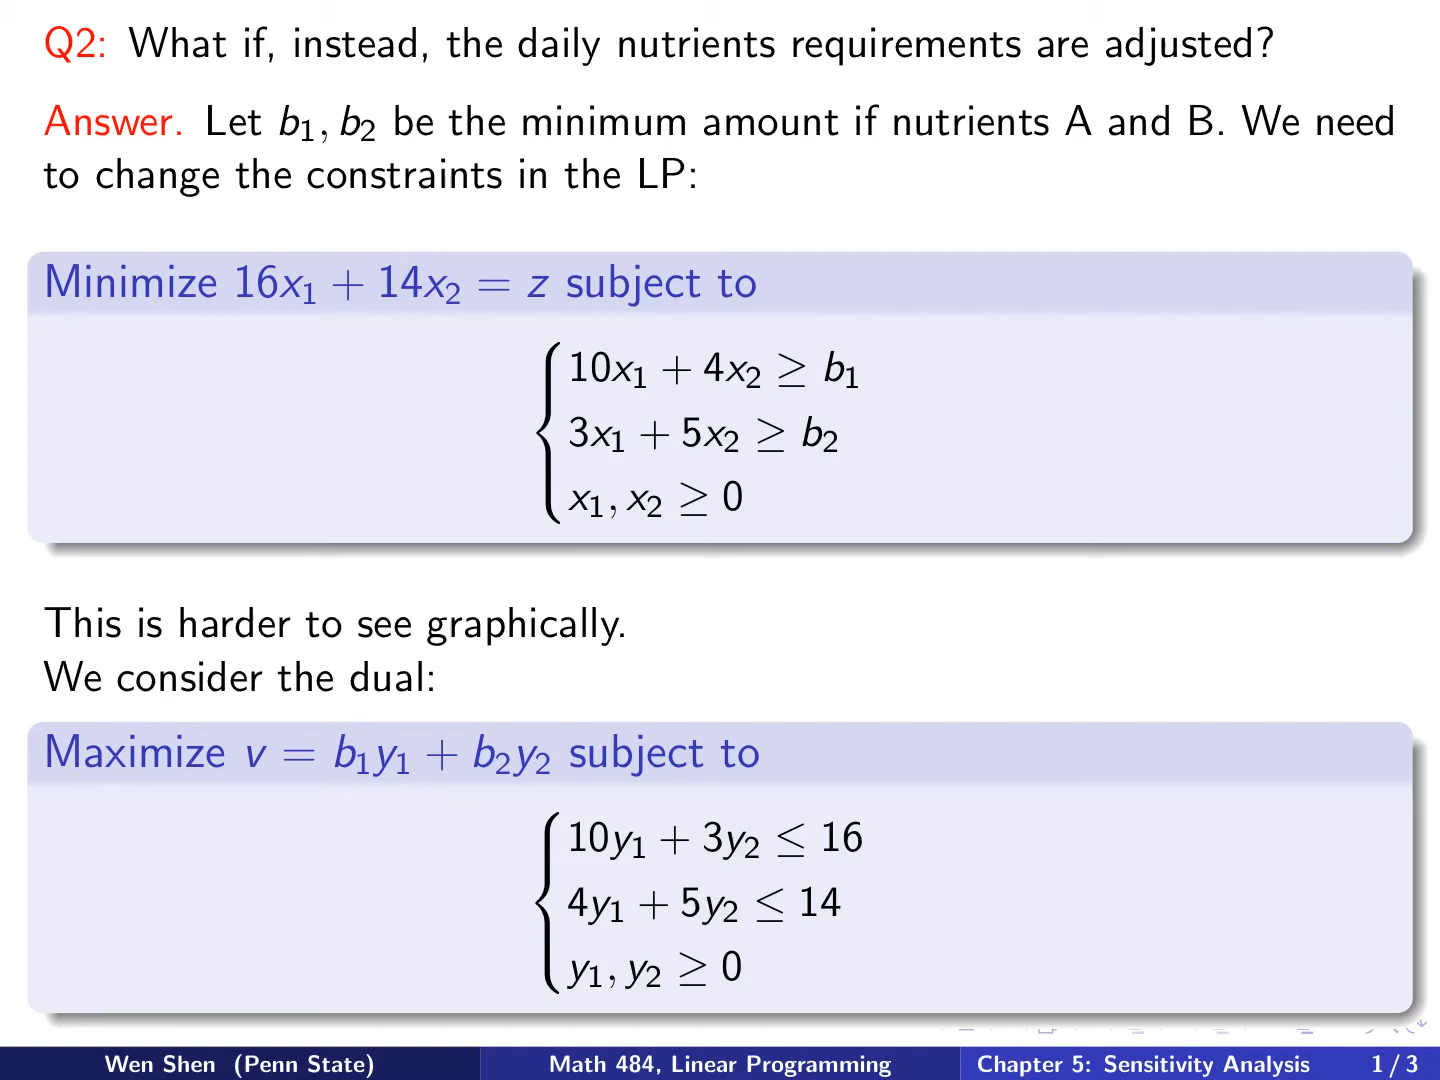 Q2: What if, instead, the daily nutrients requirements are adjusted?
Answer. Let b₁, b₂ be the minimum amount if nutrients A and B. We need
to change the constraints in the LP:
Minimize 16x₁ + 14x₂ = z subject to
10x₁ + 4x₂ ≥ b₁
3x₁ + 5x₂ ≥ b₂
x₁, x₂ ≥ 0
This is harder to see graphically.
We consider the dual:
Maximize v = b₁y₁ + b₂y₂ subject to
10y₁ + 3y₂ ≤ 16
4y₁ + 5y₂ ≤ 14
y₁, y₂ ≥ 0
Wen Shen (Penn State) Math 484, Linear Programming Chapter 5: Sensitivity Analysis 1 / 3